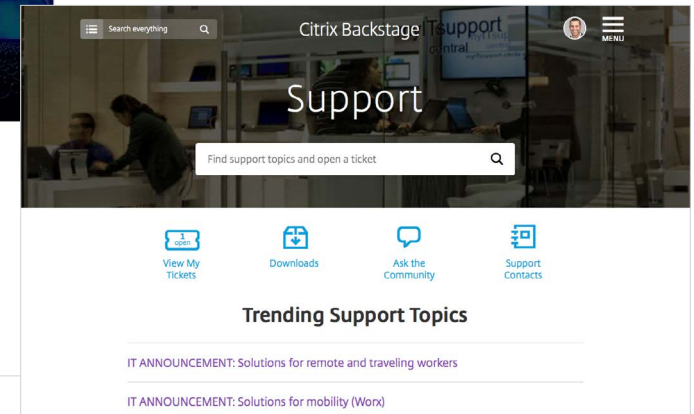 Search everything
Citrix Backstage
ITsupport
central
MENU
Support
Find support topics and open a ticket
1
open
View My
Tickets
Downloads
Ask the
Community
Support
Contacts
Trending Support Topics
IT ANNOUNCEMENT: Solutions for remote and traveling workers
IT ANNOUNCEMENT: Solutions for mobility (Worx)